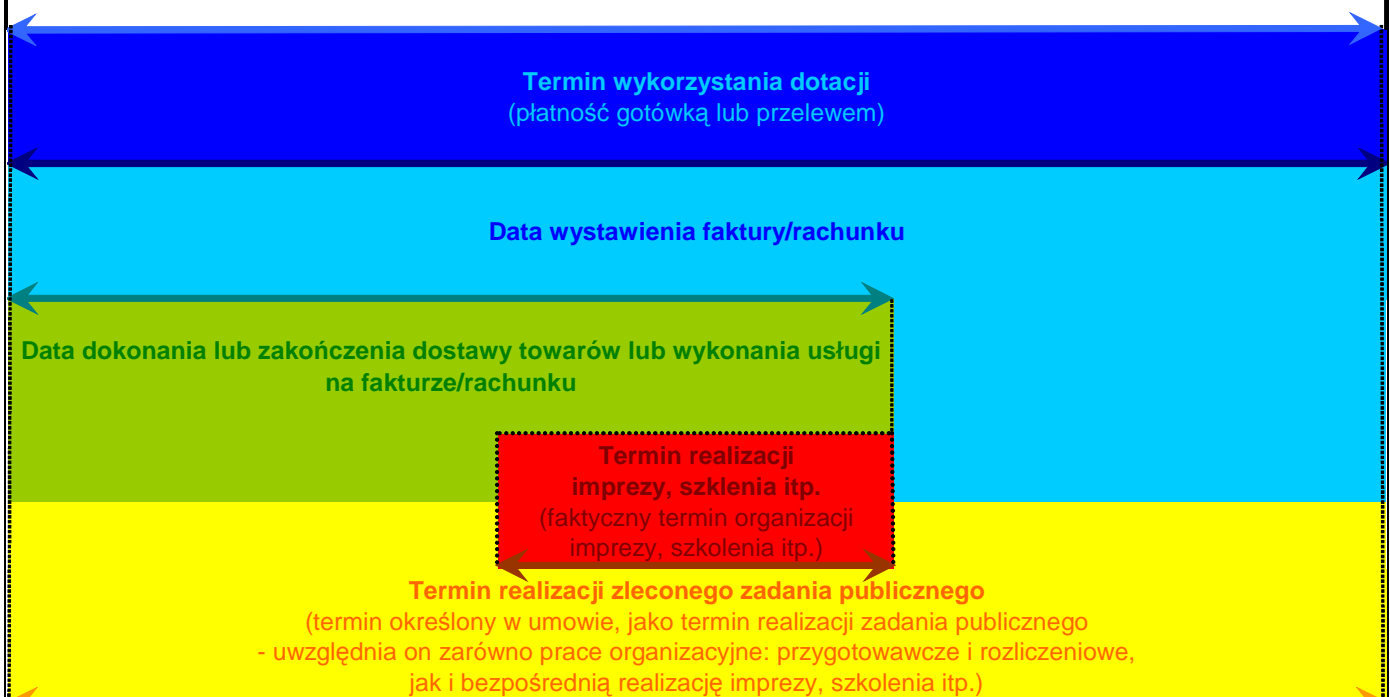 Termin wykorzystania dotacji
(płatność gotówką lub przelewem)
Data wystawienia faktury/rachunku
Data dokonania lub zakończenia dostawy towarów lub wykonania usługi
na fakturze/rachunku
Termin realizacji
imprezy, szklenia itp.
(faktyczny termin organizacji
imprezy, szkolenia itp.)
Termin realizacji zleconego zadania publicznego
(termin określony w umowie, jako termin realizacji zadania publicznego
- uwzględnia on zarówno prace organizacyjne: przygotowawcze i rozliczeniowe,
jak i bezpośrednią realizację imprezy, szkolenia itp.)